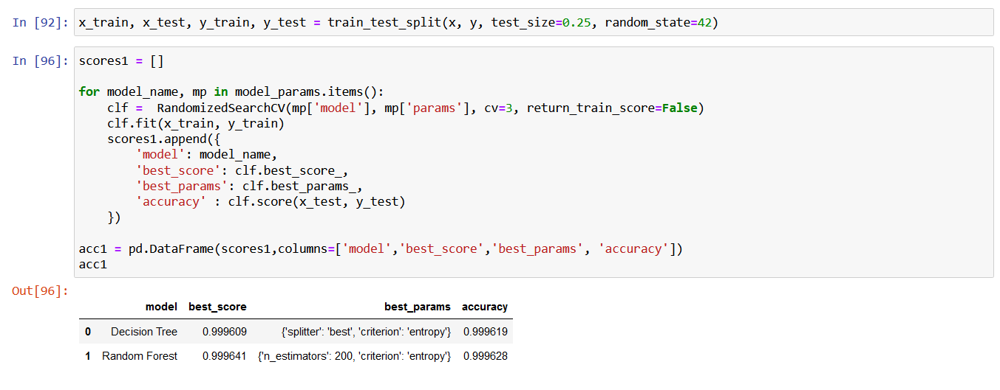 In [92]: x_train, x_test, y_train, y_test = train_test_split(x, y, test_size=0.25, random_state=42)
In [96]: scores1 = []
for model_name, mp in model_params.items():
    clf =  RandomizedSearchCV(mp['model'], mp['params'], cv=3, return_train_score=False)
    clf.fit(x_train, y_train)
    scores1.append({
        'model': model_name,
        'best_score': clf.best_score_,
        'best_params': clf.best_params_,
        'accuracy' : clf.score(x_test, y_test)
    })
acc1 = pd.DataFrame(scores1,columns=['model','best_score','best_params', 'accuracy'])
acc1
Out[96]:
model best_score best_params accuracy
0 Decision Tree 0.999609 {'splitter': 'best', 'criterion': 'entropy'} 0.999619
1 Random Forest 0.999641 {'n_estimators': 200, 'criterion': 'entropy'} 0.999628